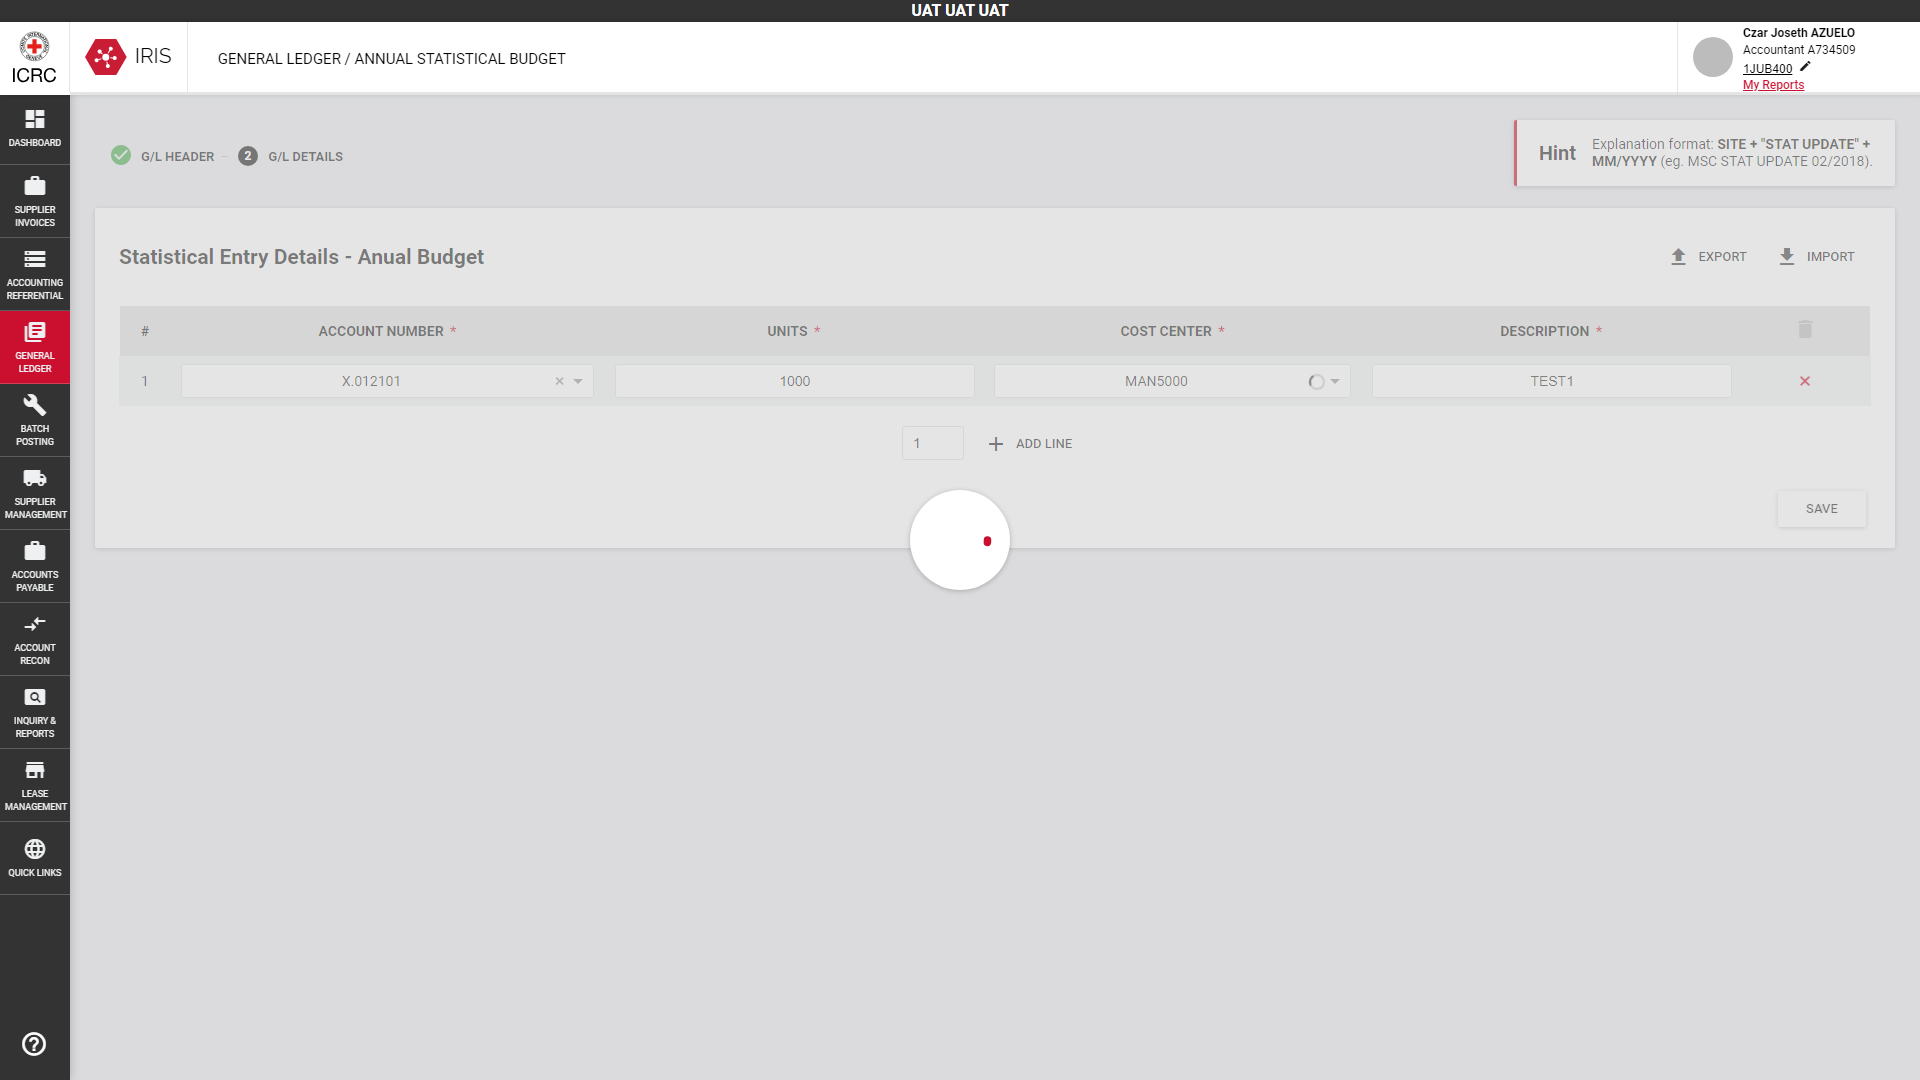 UAT UAT UAT
ICRC
IRIS
GENERAL LEDGER / ANNUAL STATISTICAL BUDGET
Czar Joseth AZUELO
Accountant A734509
1JUB400
My Reports
DASHBOARD
SUPPLIER
INVOICES
ACCOUNTING
REFERENTIAL
GENERAL
LEDGER
BATCH
POSTING
SUPPLIER
MANAGEMENT
ACCOUNTS
PAYABLE
ACCOUNT
RECON
INQUIRY &
REPORTS
LEASE
MANAGEMENT
QUICK LINKS
G/L HEADER
2 G/L DETAILS
Hint
Explanation format: SITE + "STAT UPDATE" +
MM/YYYY (eg. MSC STAT UPDATE 02/2018).
Statistical Entry Details - Anual Budget
EXPORT IMPORT
# ACCOUNT NUMBER * UNITS * COST CENTER * DESCRIPTION *
1 X.012101 1000 MAN5000 TEST1
1 ADD LINE
SAVE